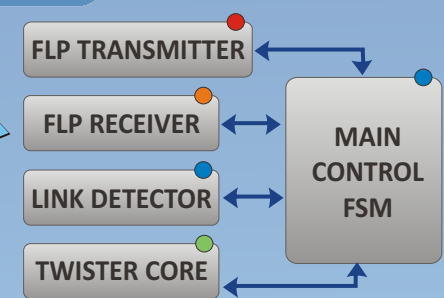 FLP TRANSMITTER
FLP RECEIVER
LINK DETECTOR
TWISTER CORE
MAIN
CONTROL
FSM